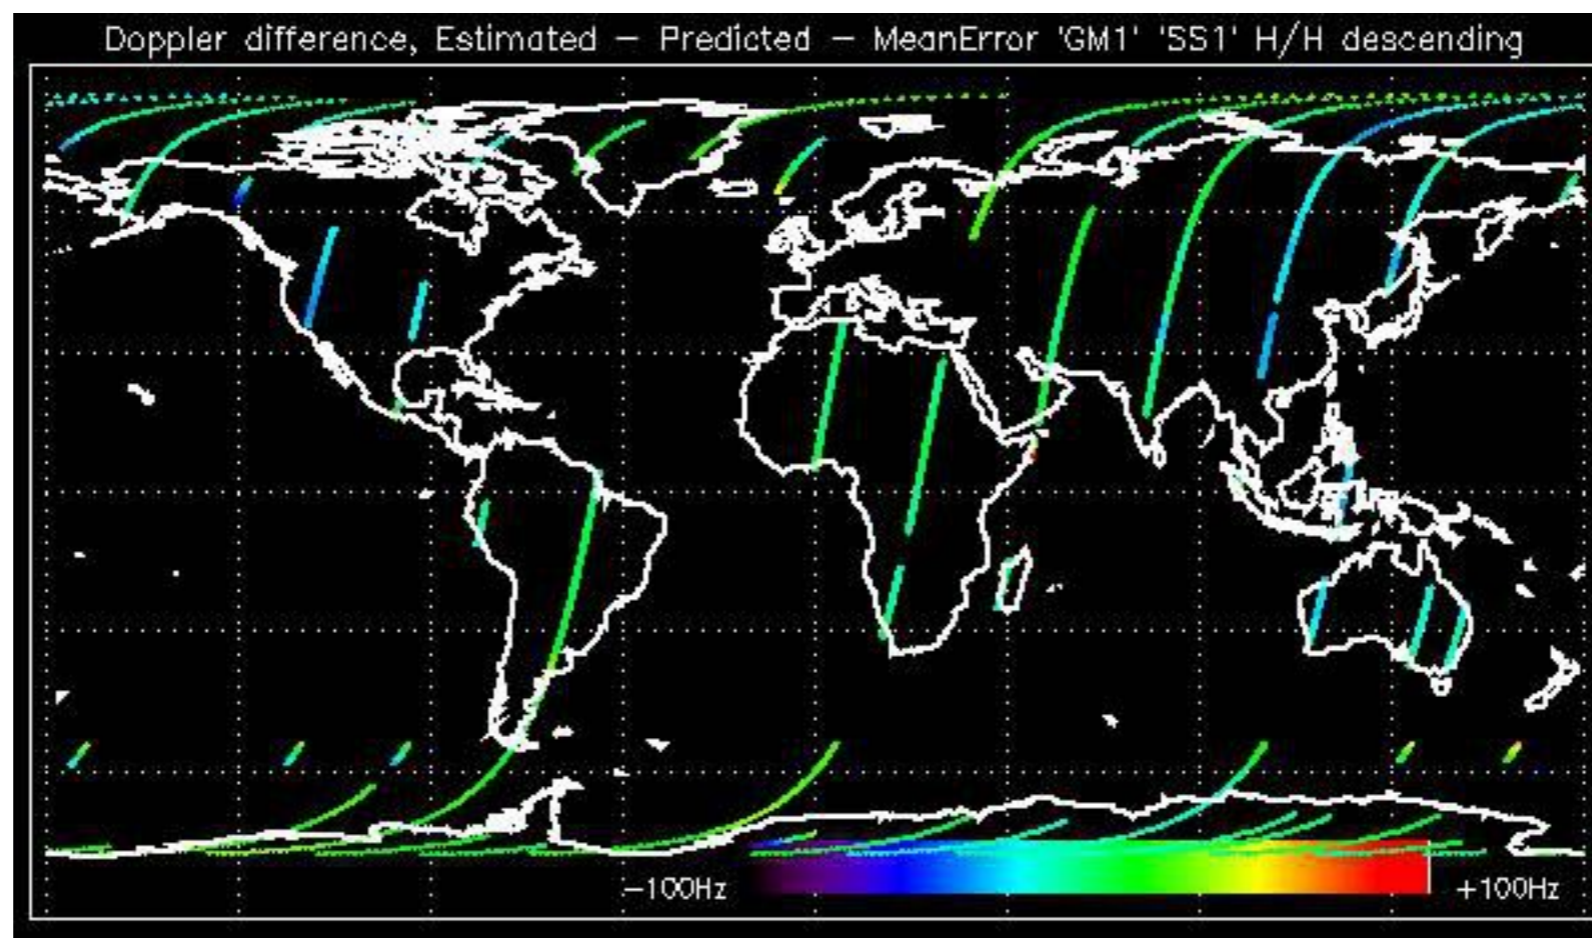 Doppler difference, Estimated – Predicted – MeanError 'GM1' 'SS1' H/H descending
–100Hz +100Hz